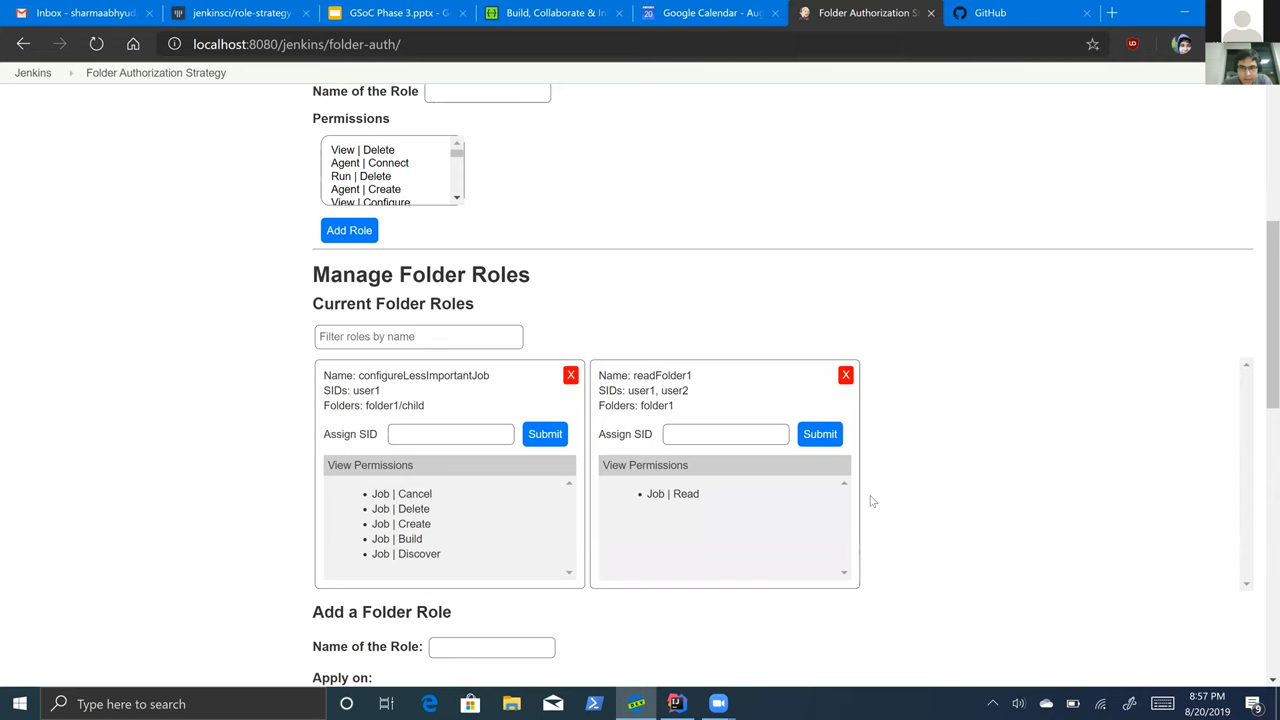 Inbox - sharmaabhyud
jenkinsci/role-strategy
GSoC Phase 3.pptx - G
Build, Collaborate & In
Google Calendar - Aug
Folder Authorization S
GitHub
localhost:8080/jenkins/folder-auth/
Jenkins
Folder Authorization Strategy
Name of the Role
Permissions
View | Delete
Agent | Connect
Run | Delete
Agent | Create
View | Configure
Add Role
Manage Folder Roles
Current Folder Roles
Filter roles by name
Name: configureLessImportantJob
X
SIDs: user1
Folders: folder1/child
Assign SID
Submit
View Permissions
• Job | Cancel
• Job | Delete
• Job | Create
• Job | Build
• Job | Discover
Name: readFolder1
X
SIDs: user1, user2
Folders: folder1
Assign SID
Submit
View Permissions
• Job | Read
Add a Folder Role
Name of the Role:
Apply on:
Type here to search
8:57 PM
8/20/2019
9